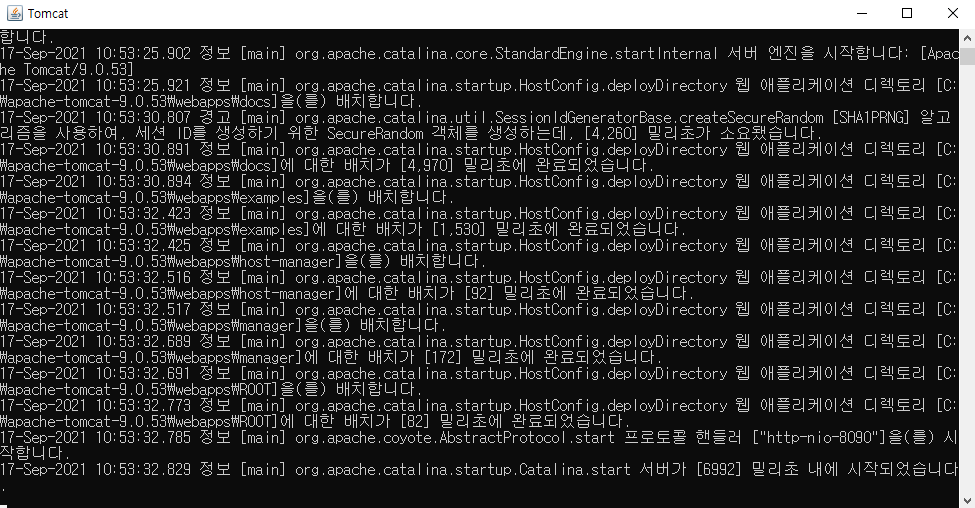 Tomcat
합니다.
17-Sep-2021 10:53:25.902 정보 [main] org.apache.catalina.core.StandardEngine.startInternal 서버 엔진을 시작합니다: [Apac
he Tomcat/9.0.53]
17-Sep-2021 10:53:25.921 정보 [main] org.apache.catalina.startup.HostConfig.deployDirectory 웹 애플리케이션 디렉토리 [C:
₩apache-tomcat-9.0.53₩webapps₩docs]을(를) 배치합니다.
17-Sep-2021 10:53:30.807 경고 [main] org.apache.catalina.util.SessionIdGeneratorBase.createSecureRandom [SHA1PRNG] 알고
리즘을 사용하여, 세션 ID를 생성하기 위한 SecureRandom 객체를 생성하는데, [4,260] 밀리초가 소요됐습니다.
17-Sep-2021 10:53:30.891 정보 [main] org.apache.catalina.startup.HostConfig.deployDirectory 웹 애플리케이션 디렉토리 [C:
₩apache-tomcat-9.0.53₩webapps₩docs]에 대한 배치가 [4,970] 밀리초에 완료되었습니다.
17-Sep-2021 10:53:30.894 정보 [main] org.apache.catalina.startup.HostConfig.deployDirectory 웹 애플리케이션 디렉토리 [C:
₩apache-tomcat-9.0.53₩webapps₩examples]을(를) 배치합니다.
17-Sep-2021 10:53:32.423 정보 [main] org.apache.catalina.startup.HostConfig.deployDirectory 웹 애플리케이션 디렉토리 [C:
₩apache-tomcat-9.0.53₩webapps₩examples]에 대한 배치가 [1,530] 밀리초에 완료되었습니다.
17-Sep-2021 10:53:32.425 정보 [main] org.apache.catalina.startup.HostConfig.deployDirectory 웹 애플리케이션 디렉토리 [C:
₩apache-tomcat-9.0.53₩webapps₩host-manager]을(를) 배치합니다.
17-Sep-2021 10:53:32.516 정보 [main] org.apache.catalina.startup.HostConfig.deployDirectory 웹 애플리케이션 디렉토리 [C:
₩apache-tomcat-9.0.53₩webapps₩host-manager]에 대한 배치가 [92] 밀리초에 완료되었습니다.
17-Sep-2021 10:53:32.517 정보 [main] org.apache.catalina.startup.HostConfig.deployDirectory 웹 애플리케이션 디렉토리 [C:
₩apache-tomcat-9.0.53₩webapps₩manager]을(를) 배치합니다.
17-Sep-2021 10:53:32.689 정보 [main] org.apache.catalina.startup.HostConfig.deployDirectory 웹 애플리케이션 디렉토리 [C:
₩apache-tomcat-9.0.53₩webapps₩manager]에 대한 배치가 [172] 밀리초에 완료되었습니다.
17-Sep-2021 10:53:32.691 정보 [main] org.apache.catalina.startup.HostConfig.deployDirectory 웹 애플리케이션 디렉토리 [C:
₩apache-tomcat-9.0.53₩webapps₩ROOT]을(를) 배치합니다.
17-Sep-2021 10:53:32.773 정보 [main] org.apache.catalina.startup.HostConfig.deployDirectory 웹 애플리케이션 디렉토리 [C:
₩apache-tomcat-9.0.53₩webapps₩ROOT]에 대한 배치가 [82] 밀리초에 완료되었습니다.
17-Sep-2021 10:53:32.785 정보 [main] org.apache.coyote.AbstractProtocol.start 프로토콜 핸들러 ["http-nio-8090"]을(를) 시
작합니다.
17-Sep-2021 10:53:32.829 정보 [main] org.apache.catalina.startup.Catalina.start 서버가 [6992] 밀리초 내에 시작되었습니다
.